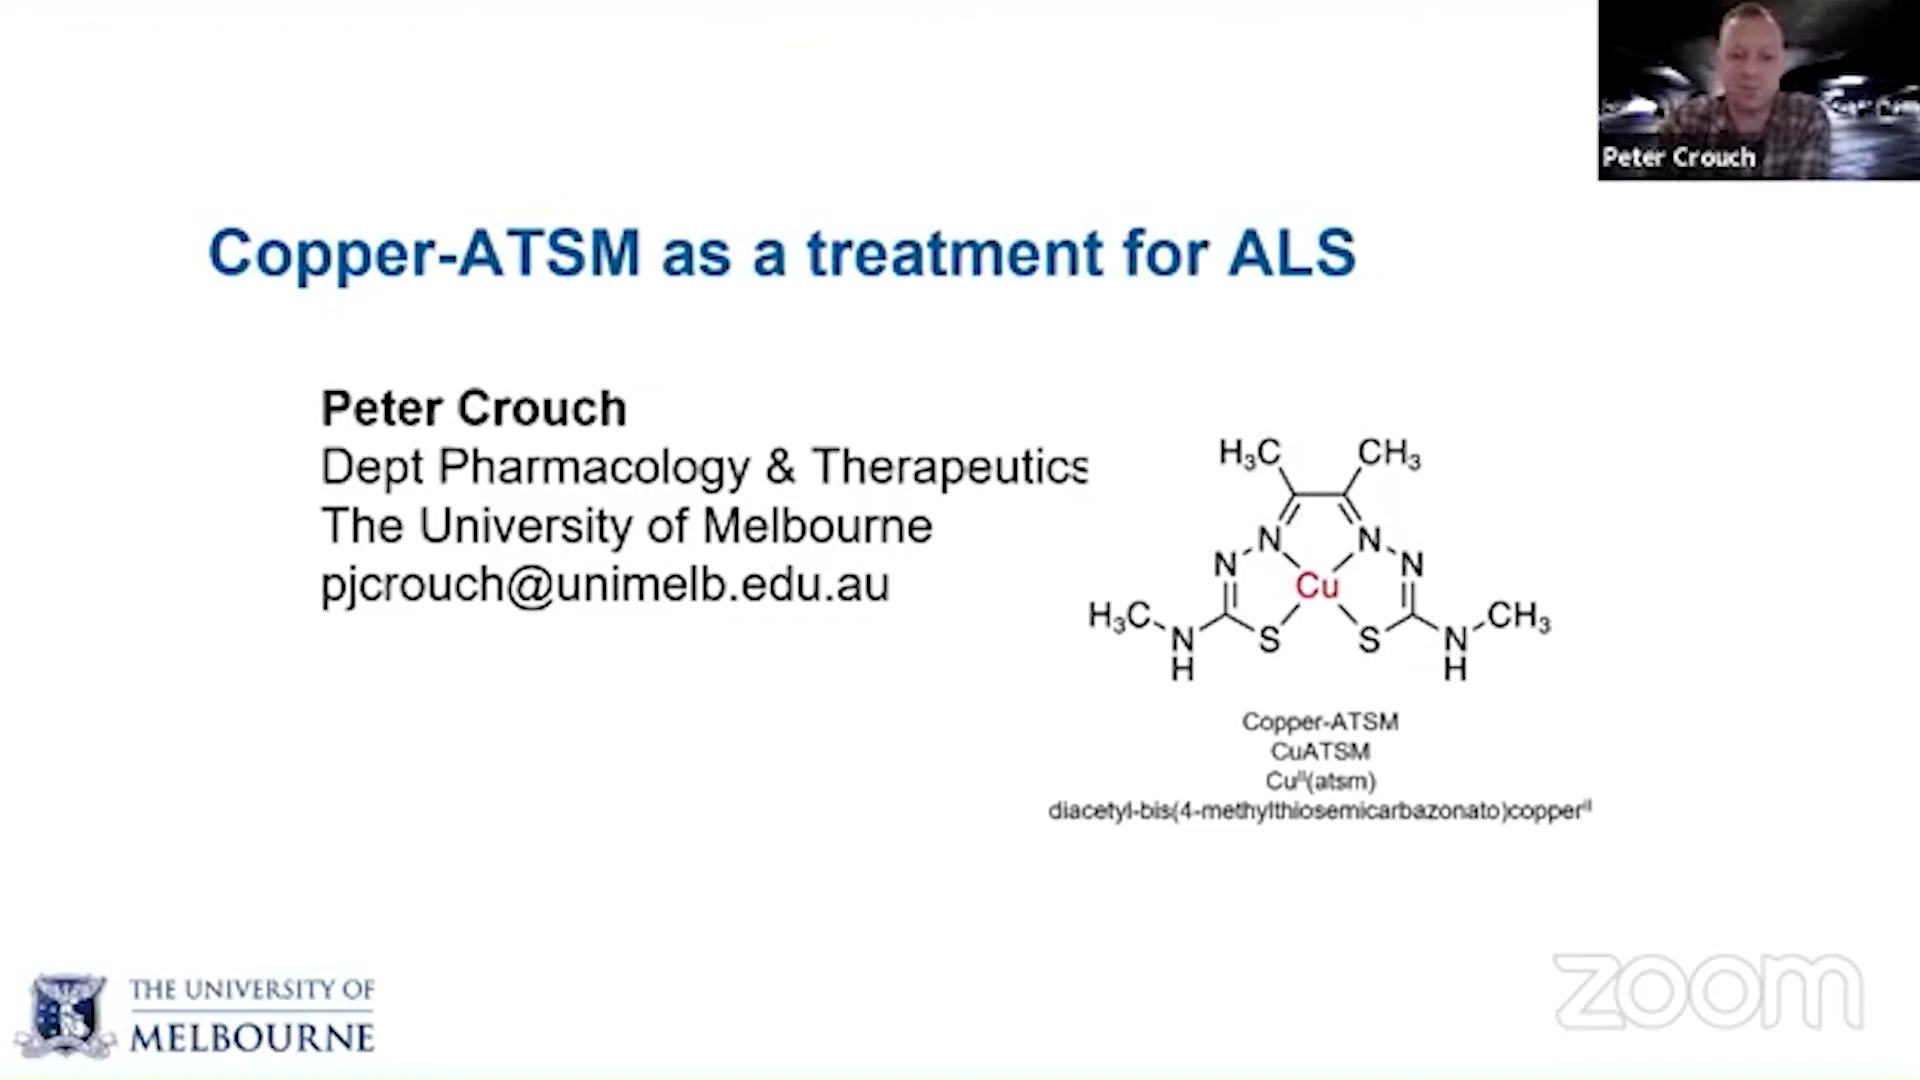 Peter Crouch
Copper-ATSM as a treatment for ALS
Peter Crouch
Dept Pharmacology & Therapeutics
The University of Melbourne
pjcrouch@unimelb.edu.au
H₃C CH₃
N N
N N
Cu
H₃C CH₃
N S S N
H H
Copper-ATSM
CuATSM
Cuᴵᴵ(atsm)
diacetyl-bis(4-methylthiosemicarbazonato)copperᴵᴵ
THE UNIVERSITY OF
MELBOURNE
zoom